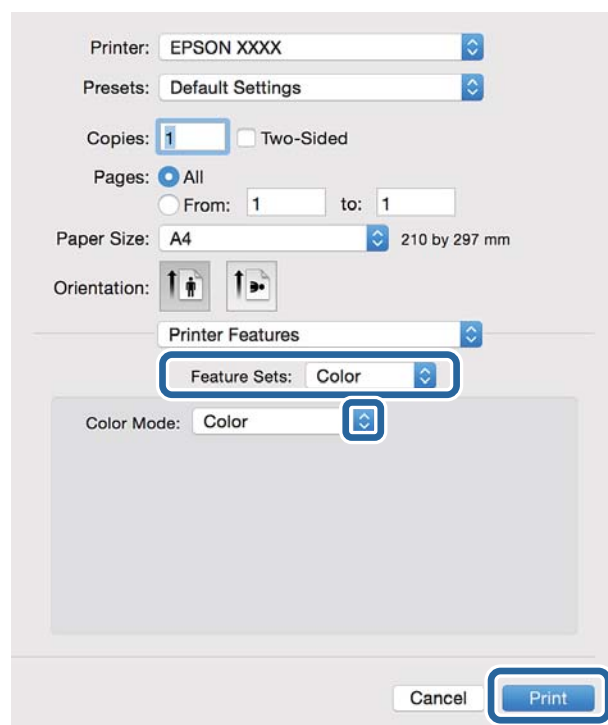 Printer: EPSON XXXX
Presets: Default Settings
Copies: 1 Two-Sided
Pages: All
From: 1 to: 1
Paper Size: A4 210 by 297 mm
Orientation:
Printer Features
Feature Sets: Color
Color Mode: Color
Cancel Print